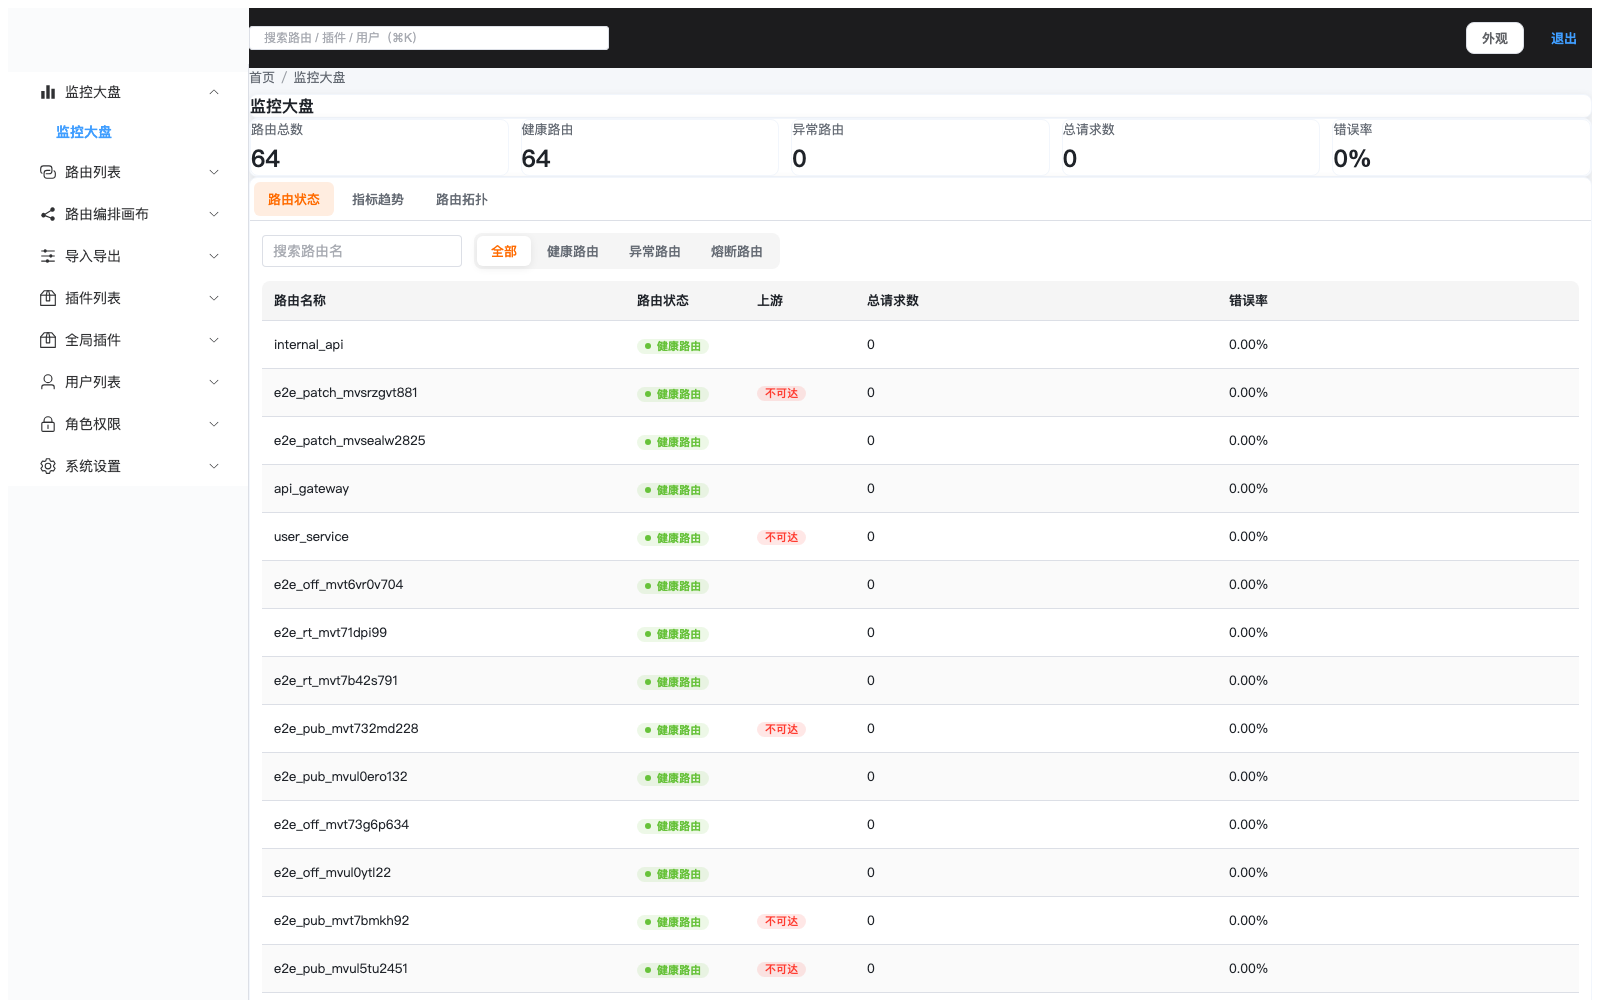 搜索路由 / 插件 / 用户（⌘K）
外观
退出
监控大盘
监控大盘
路由列表
路由编排画布
导入导出
插件列表
全局插件
用户列表
角色权限
系统设置
首页 / 监控大盘
监控大盘
路由总数 健康路由 异常路由 总请求数 错误率
64 64 0 0 0%
路由状态 指标趋势 路由拓扑
搜索路由名 全部 健康路由 异常路由 熔断路由
路由名称 路由状态 上游 总请求数 错误率
internal_api 健康路由 0 0.00%
e2e_patch_mvsrzgvt881 健康路由 不可达 0 0.00%
e2e_patch_mvsealw2825 健康路由 0 0.00%
api_gateway 健康路由 0 0.00%
user_service 健康路由 不可达 0 0.00%
e2e_off_mvt6vr0v704 健康路由 0 0.00%
e2e_rt_mvt71dpi99 健康路由 0 0.00%
e2e_rt_mvt7b42s791 健康路由 0 0.00%
e2e_pub_mvt732md228 健康路由 不可达 0 0.00%
e2e_pub_mvul0ero132 健康路由 0 0.00%
e2e_off_mvt73g6p634 健康路由 0 0.00%
e2e_off_mvul0ytl22 健康路由 0 0.00%
e2e_pub_mvt7bmkh92 健康路由 不可达 0 0.00%
e2e_pub_mvul5tu2451 健康路由 不可达 0 0.00%